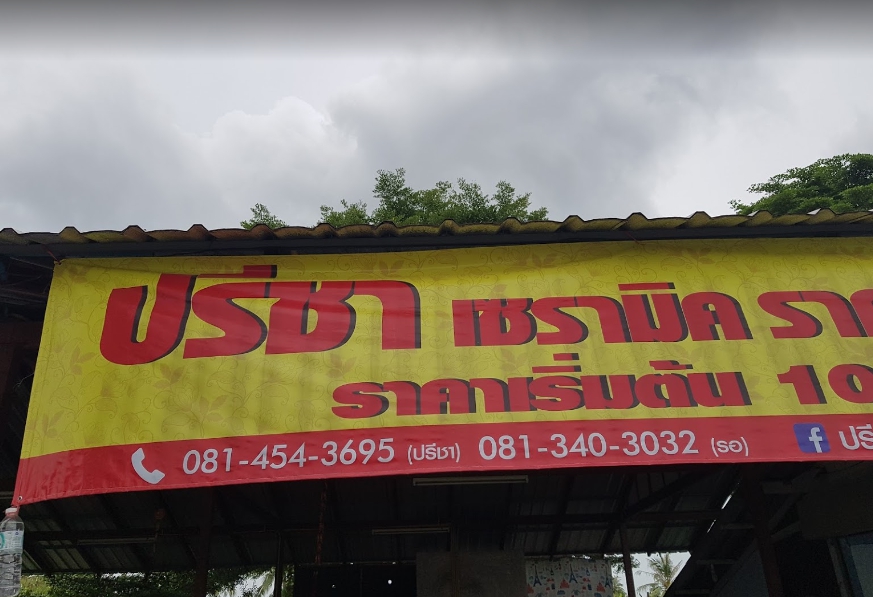 ปรีชา เซรามิค
ราคาเริ่มต้น 10
081-454-3695 (ปรีชา) 081-340-3032 (รอ)